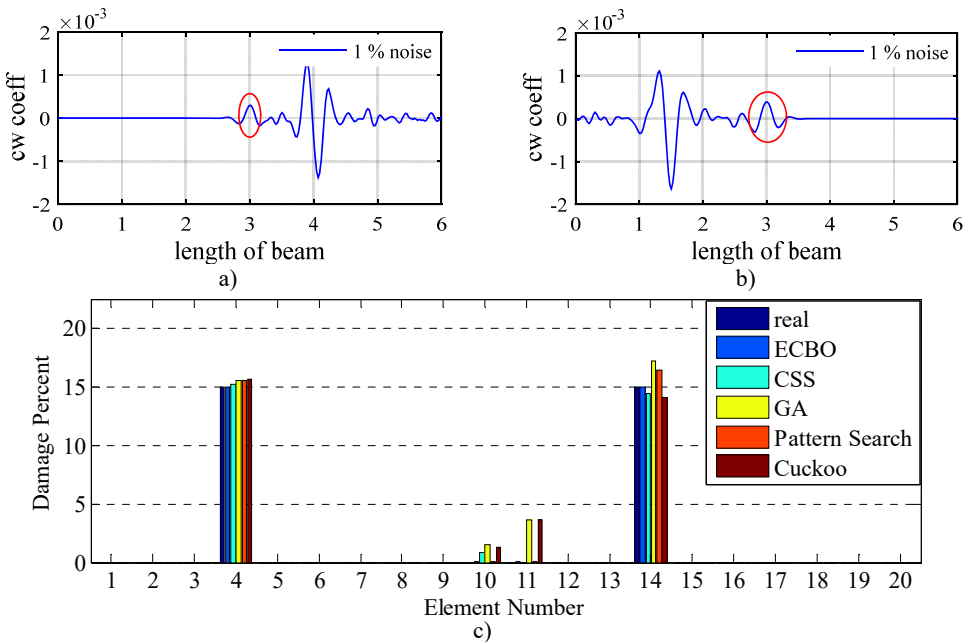 ×10⁻³
2
1
0
-1
-2
cw coeff
1 % noise
0 1 2 3 4 5 6
length of beam
a)
×10⁻³
2
1
0
-1
-2
cw coeff
1 % noise
0 1 2 3 4 5 6
length of beam
b)
20
15
10
5
0
Damage Percent
real
ECBO
CSS
GA
Pattern Search
Cuckoo
1 2 3 4 5 6 7 8 9 10 11 12 13 14 15 16 17 18 19 20
Element Number
c)